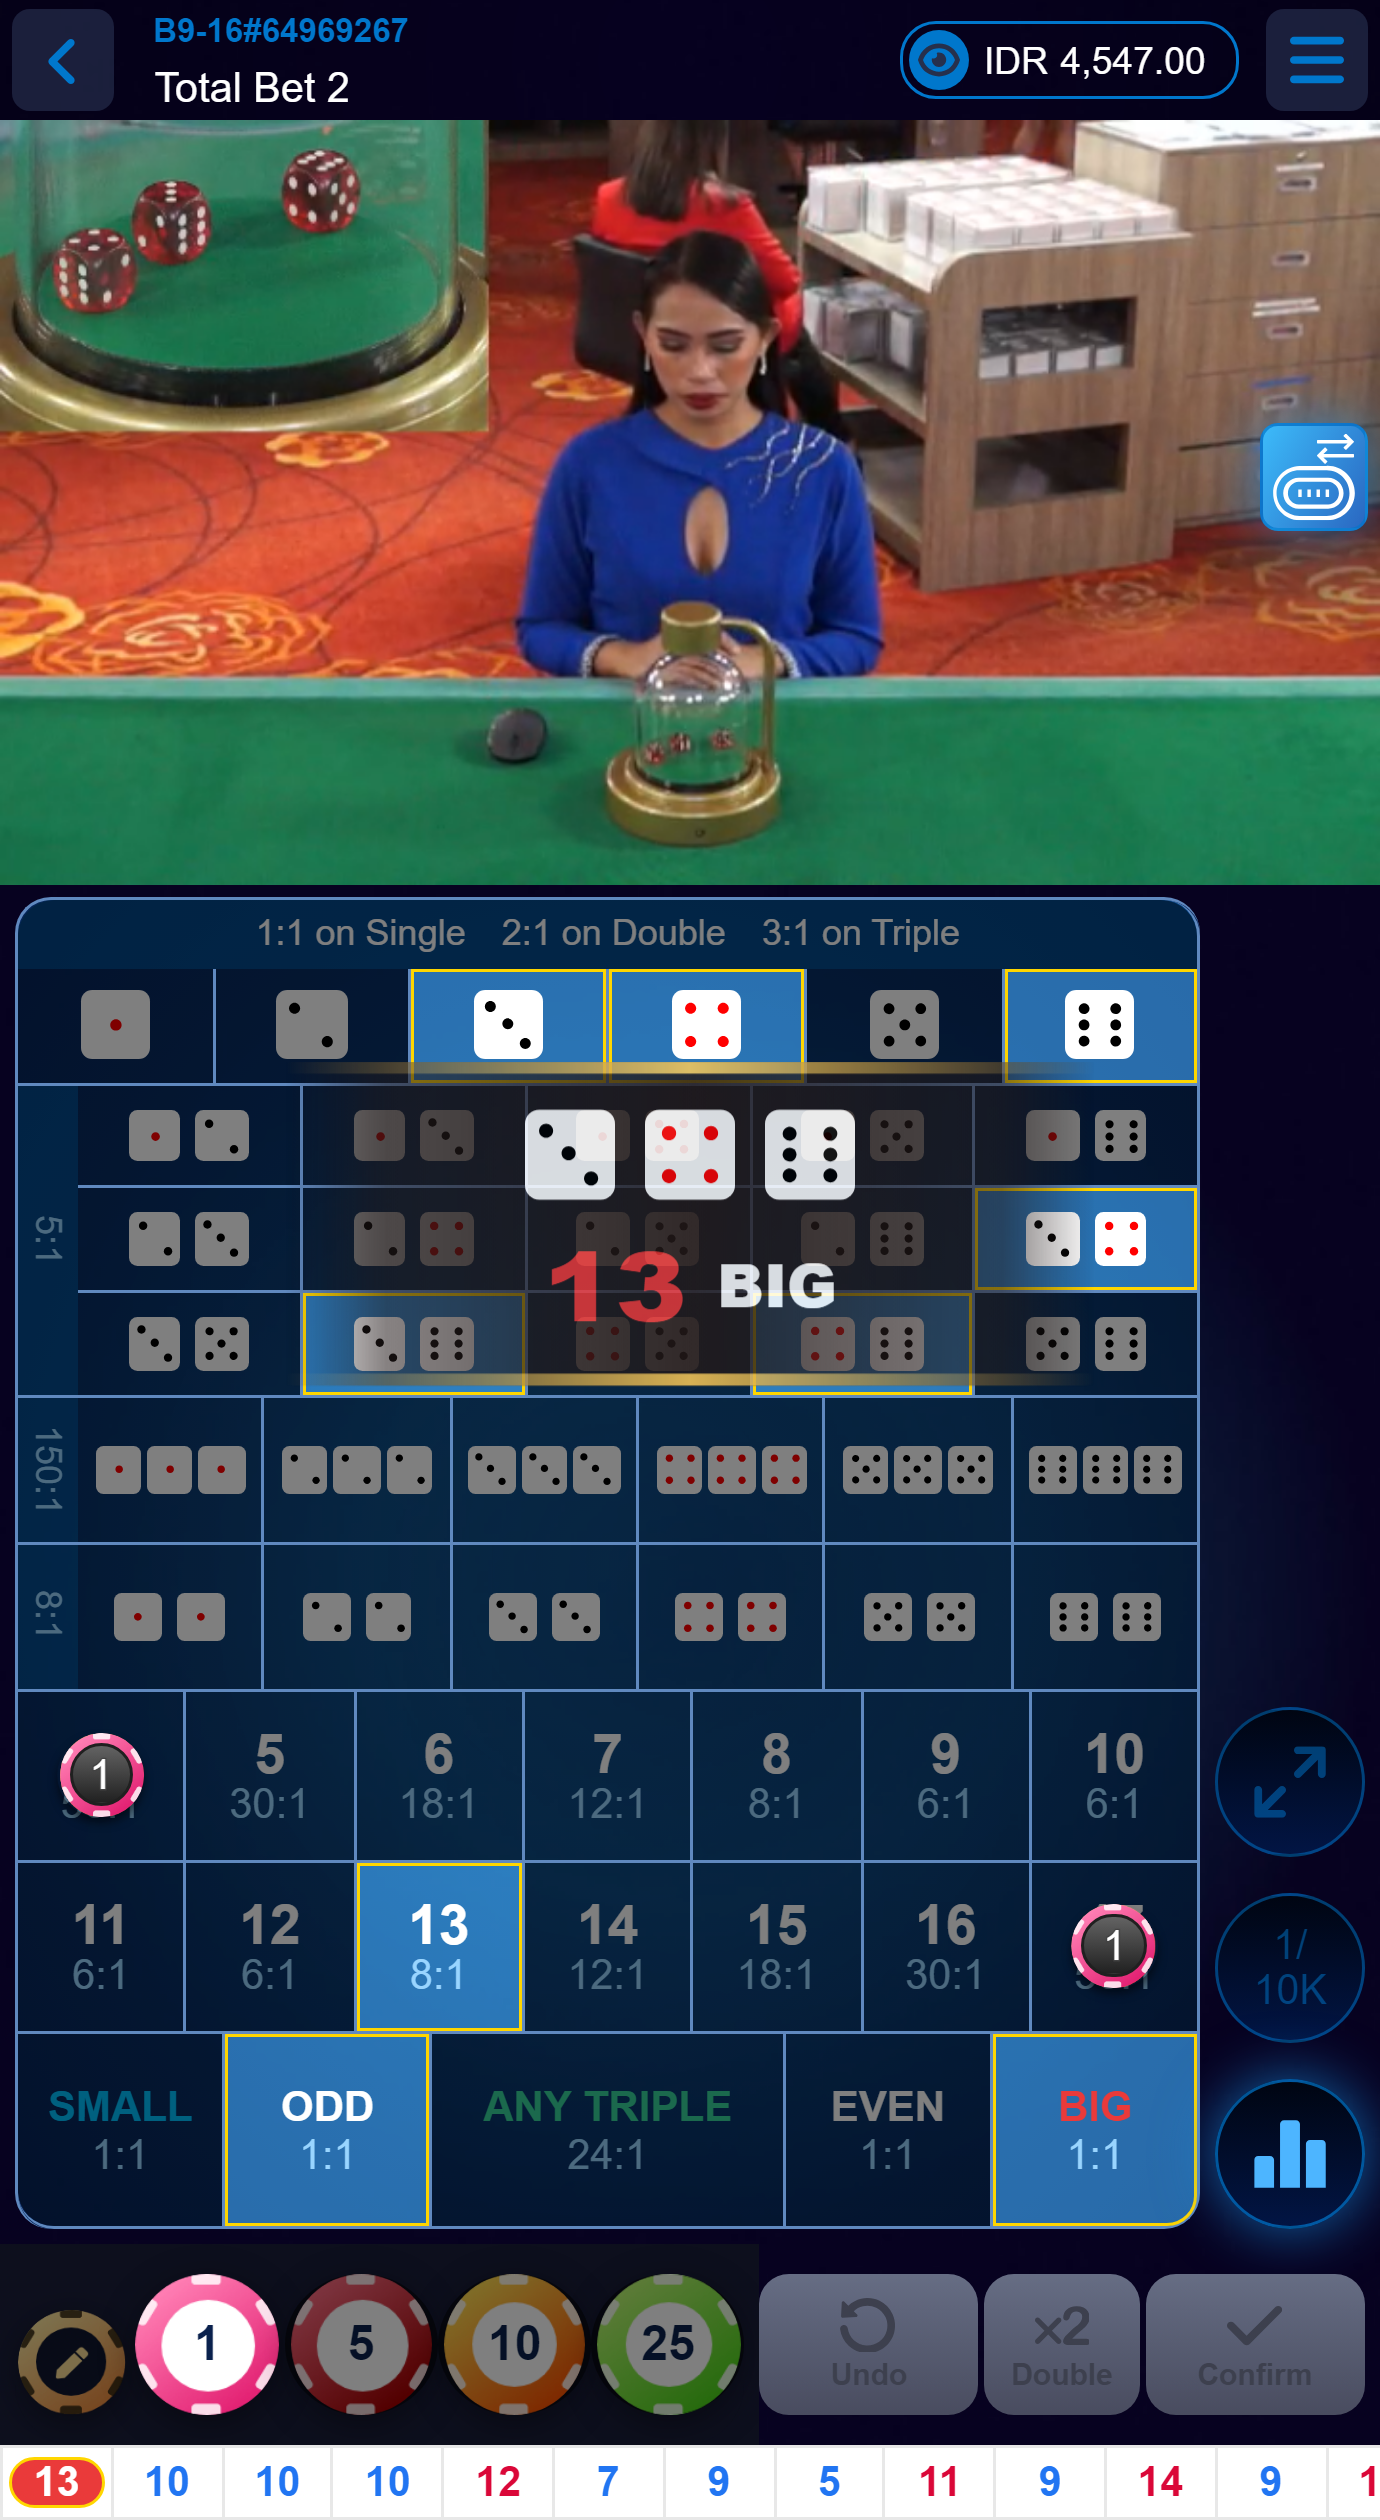 B9-16#64969267
Total Bet 2
IDR 4,547.00
1:1 on Single 2:1 on Double 3:1 on Triple
5:1
13 BIG
150:1
8:1
1
5 6 7 8 9 10
30:1 18:1 12:1 8:1 6:1 6:1
11 12 13 14 15 16
1
6:1 6:1 8:1 12:1 18:1 30:1
1/
10K
SMALL ODD ANY TRIPLE EVEN BIG
1:1 1:1 24:1 1:1 1:1
1 5 10 25
x2
Undo Double Confirm
13 10 10 10 12 7 9 5 11 9 14 9